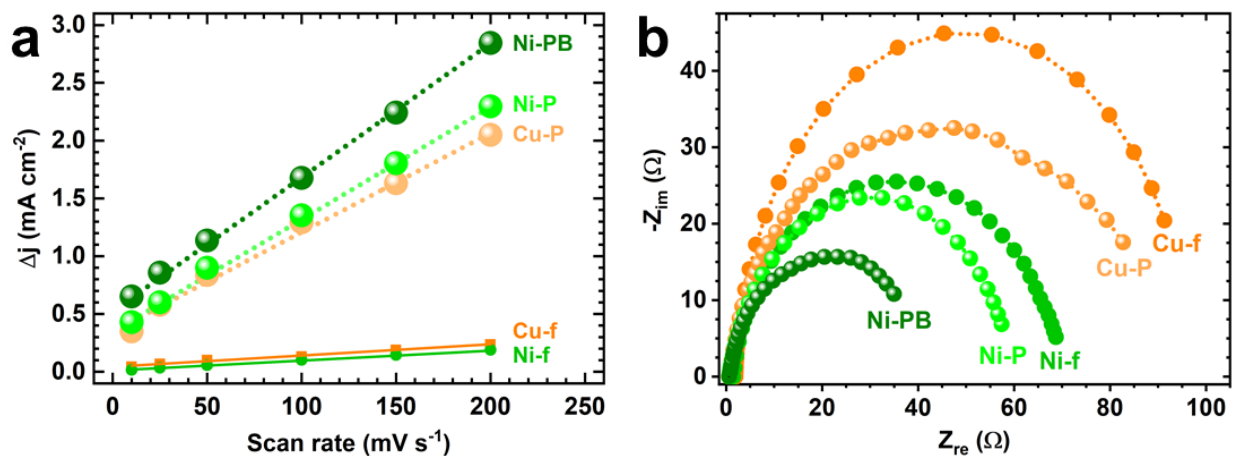 a
3.0
2.5
2.0
1.5
1.0
0.5
0.0
Δj (mA cm⁻²)
0 50 100 150 200 250
Scan rate (mV s⁻¹)
Ni-PB
Ni-P
Cu-P
Cu-f
Ni-f
b
40
30
20
10
0
-Z_im (Ω)
0 20 40 60 80 100
Z_re (Ω)
Cu-f
Cu-P
Ni-PB
Ni-P
Ni-f